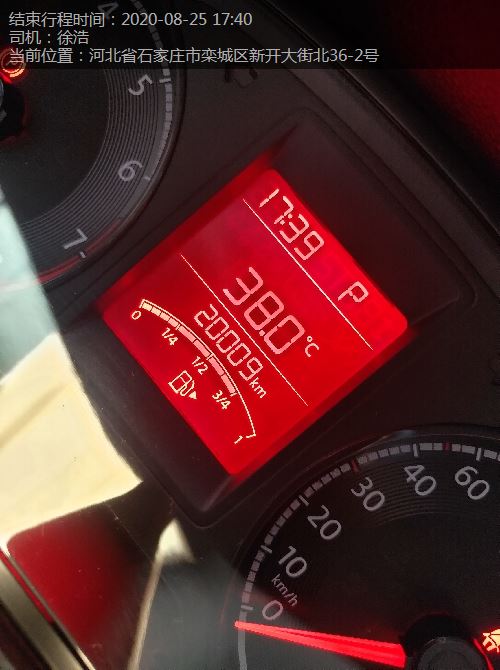 结束行程时间：2020-08-25 17:40
司机：徐浩
当前位置：河北省石家庄市栾城区新开大街北36-2号
4
5
6
7
17:39
P
38.0℃
20009km
0 1/4 1/2 3/4 1
0 10 20 30 40 60
km/h